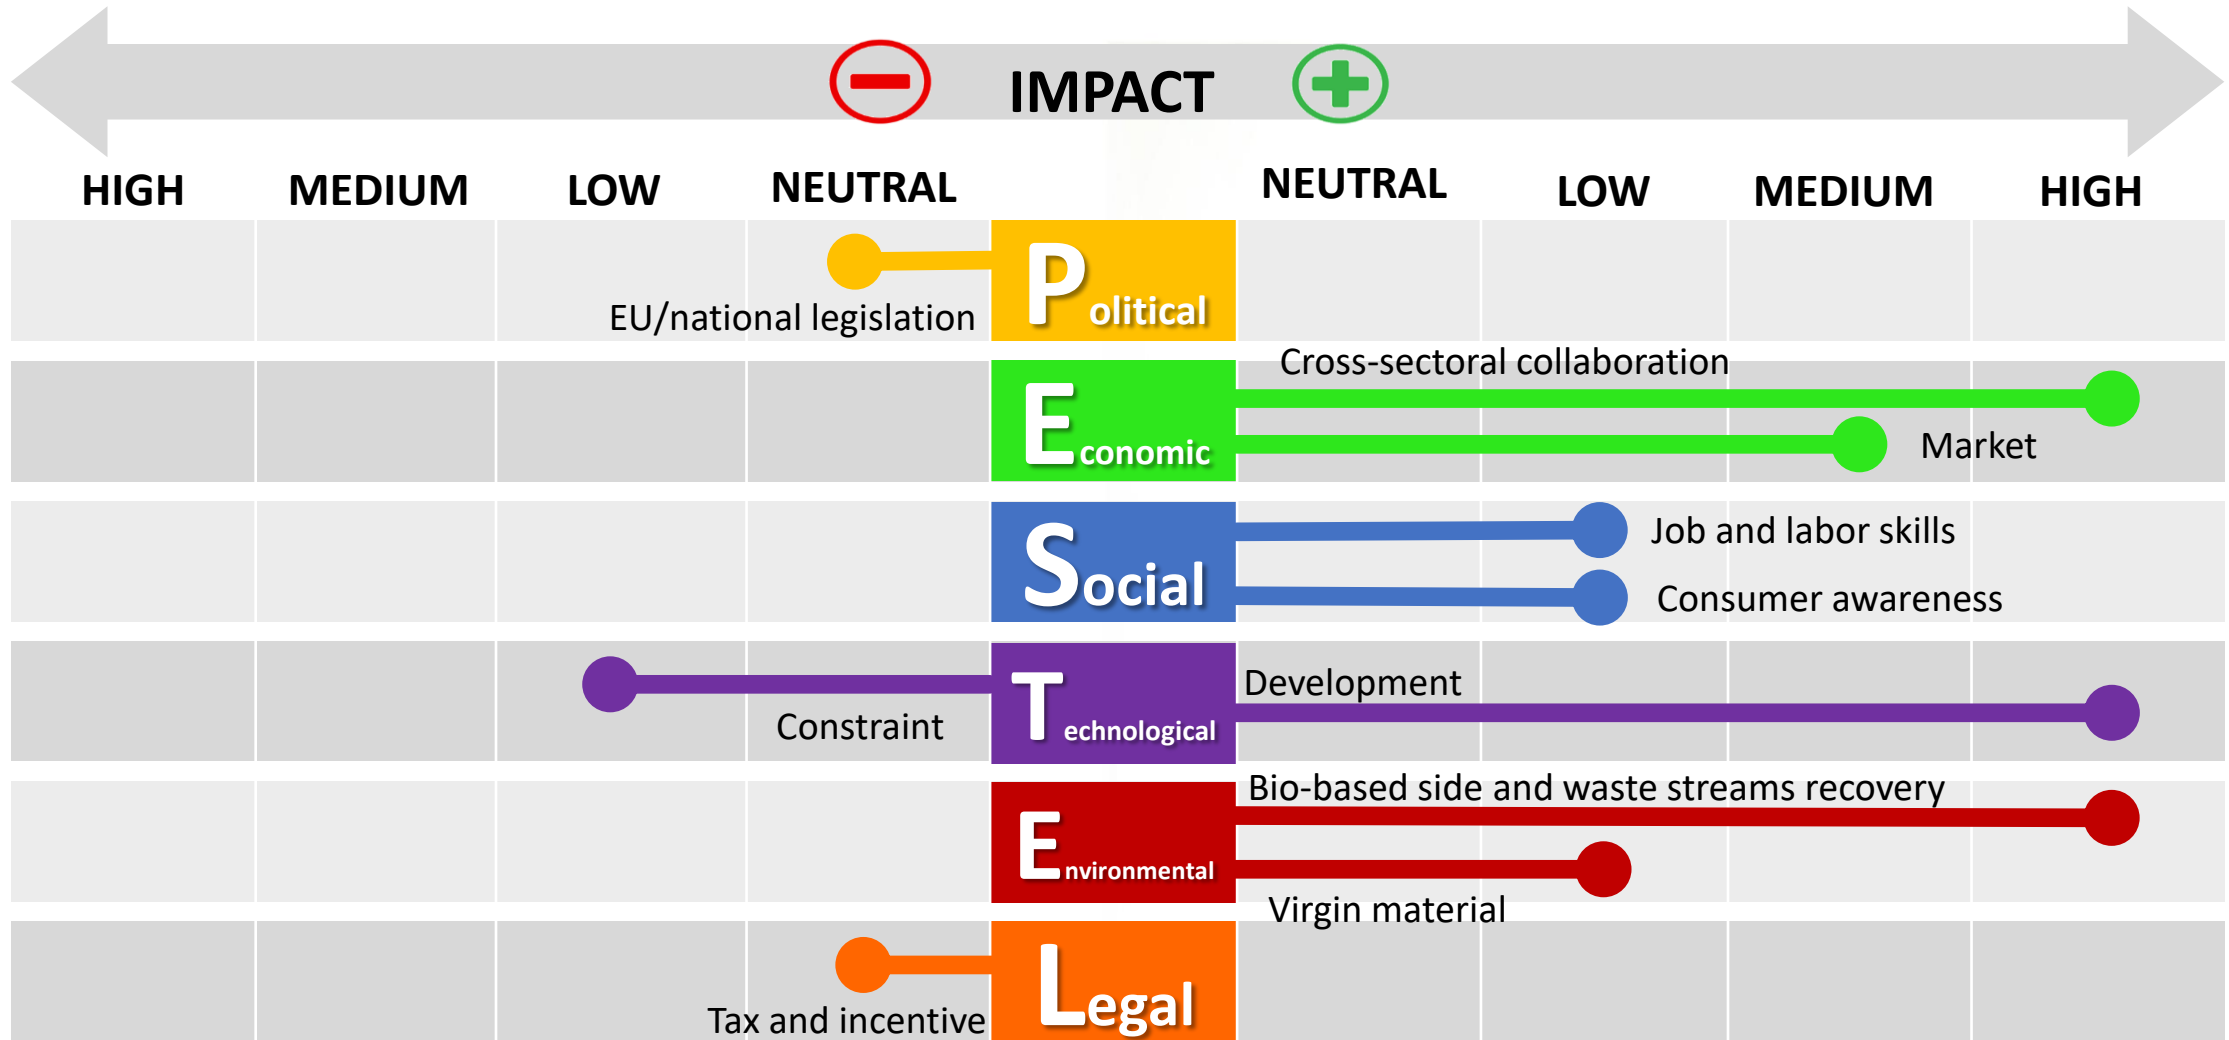 IMPACT
HIGH MEDIUM LOW NEUTRAL NEUTRAL LOW MEDIUM HIGH
Political
EU/national legislation
Cross-sectoral collaboration
Economic
Market
Social
Job and labor skills
Consumer awareness
Technological
Development
Constraint
Bio-based side and waste streams recovery
Environmental
Virgin material
Legal
Tax and incentive